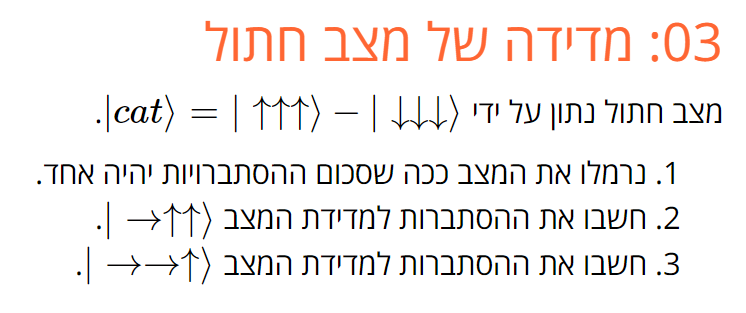 03: מדידה של מצב חתול
מצב חתול נתון על ידי |cat⟩ = | ↑↑↑⟩ − | ↓↓↓⟩.
1. נרמלו את המצב ככה שסכום ההסתברויות יהיה אחד.
2. חשבו את ההסתברות למדידת המצב | →↑↑⟩.
3. חשבו את ההסתברות למדידת המצב | →→↑⟩.